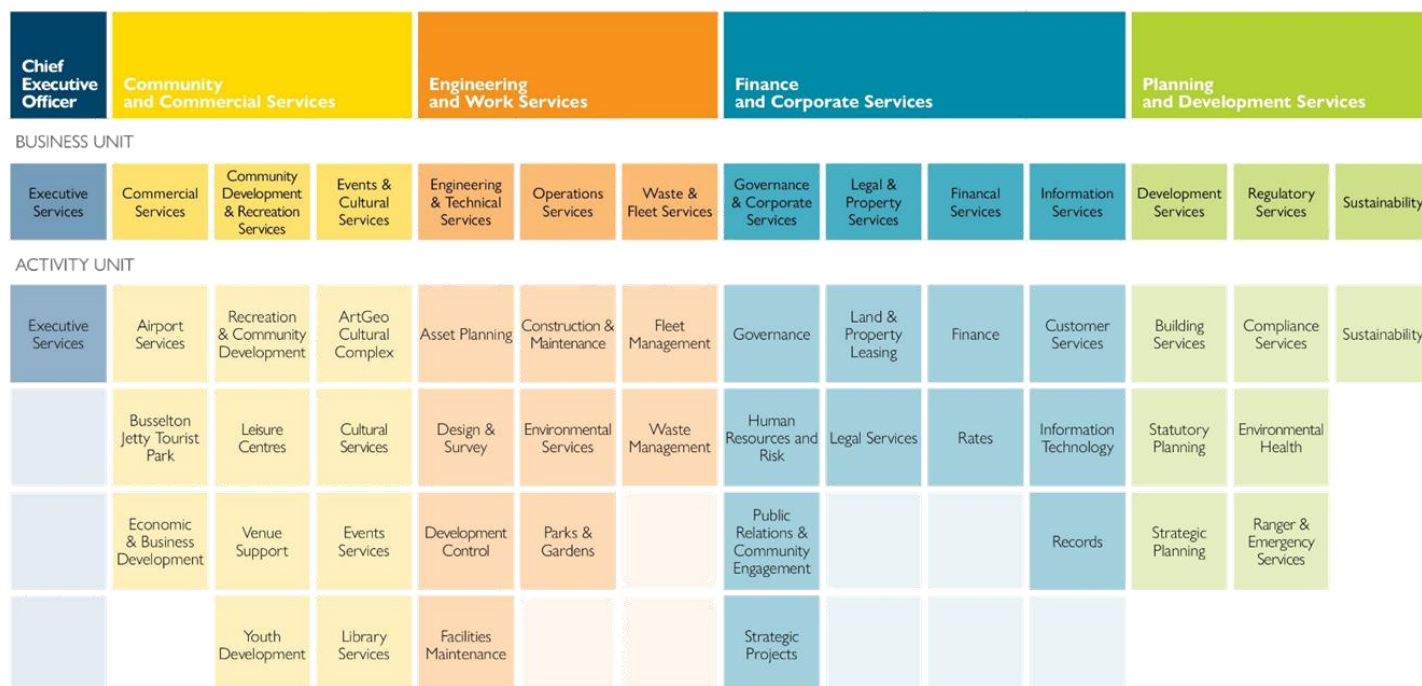 Chief
Executive
Officer
Community
and Commercial Services
Engineering
and Work Services
Finance
and Corporate Services
Planning
and Development Services
BUSINESS UNIT
Executive
Services
Commercial
Services
Community
Development
& Recreation
Services
Events &
Cultural
Services
Engineering
& Technical
Services
Operations
Services
Waste &
Fleet Services
Governance
& Corporate
Services
Legal &
Property
Services
Financal
Services
Information
Services
Development
Services
Regulatory
Services
Sustainability
ACTIVITY UNIT
Executive
Services
Airport
Services
Recreation
& Community
Development
ArtGeo
Cultural
Complex
Asset Planning
Construction &
Maintenance
Fleet
Management
Governance
Land &
Property
Leasing
Finance
Customer
Services
Building
Services
Compliance
Services
Sustainability
Busselton
Jetty Tourist
Park
Leisure
Centres
Cultural
Services
Design &
Survey
Environmental
Services
Waste
Management
Human
Resources and
Risk
Legal Services
Rates
Information
Technology
Statutory
Planning
Environmental
Health
Economic
& Business
Development
Venue
Support
Events
Services
Development
Control
Parks &
Gardens
Public
Relations &
Community
Engagement
Records
Strategic
Planning
Ranger &
Emergency
Services
Youth
Development
Library
Services
Facilities
Maintenance
Strategic
Projects